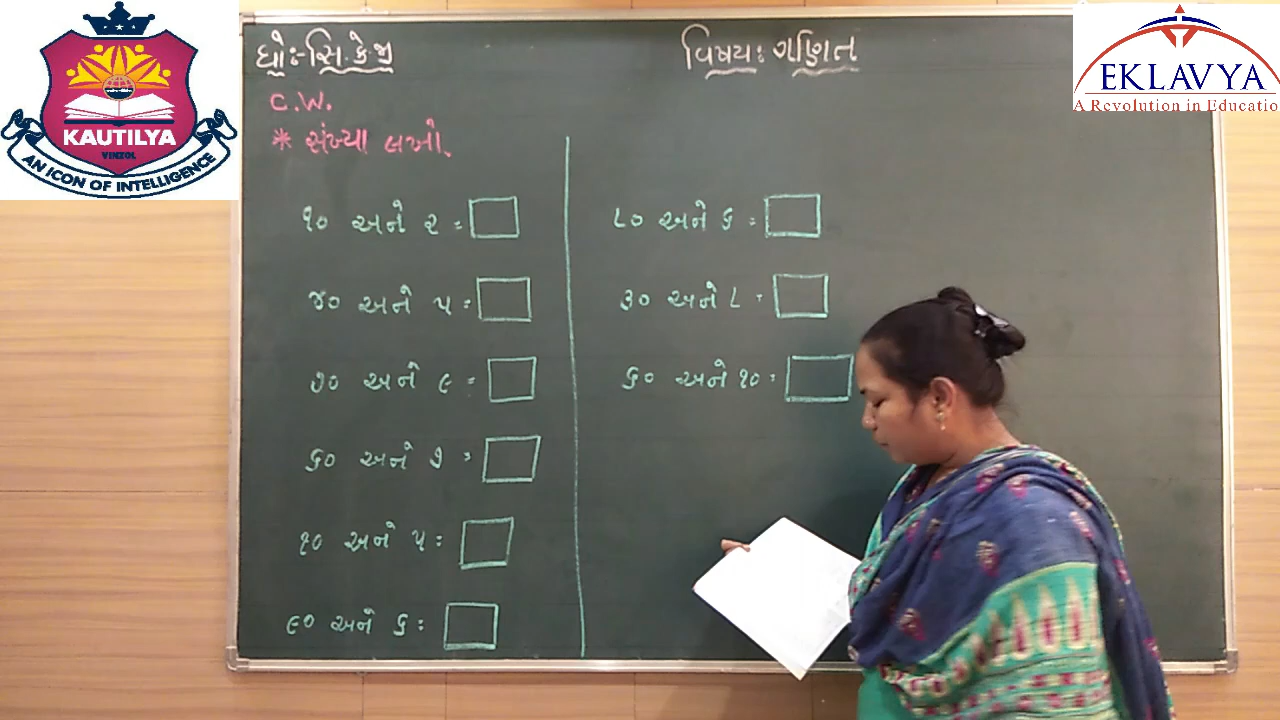 KAUTILYA
VINZOL
AN ICON OF INTELLIGENCE
EKLAVYA
A Revolution in Educatio
ધો:-સિ.કે.જી
વિષય: ગણિત
C.W.
* સંખ્યા લખો.
૧૦ અને ૨ =
૪૦ અને ૫ =
૭૦ અને ૯ =
૬૦ અને ૭ =
૧૦ અને ૫ =
૯૦ અને ૬ =
૮૦ અને ૬ =
૩૦ અને ૮ =
૬૦ અને ૧૦ =